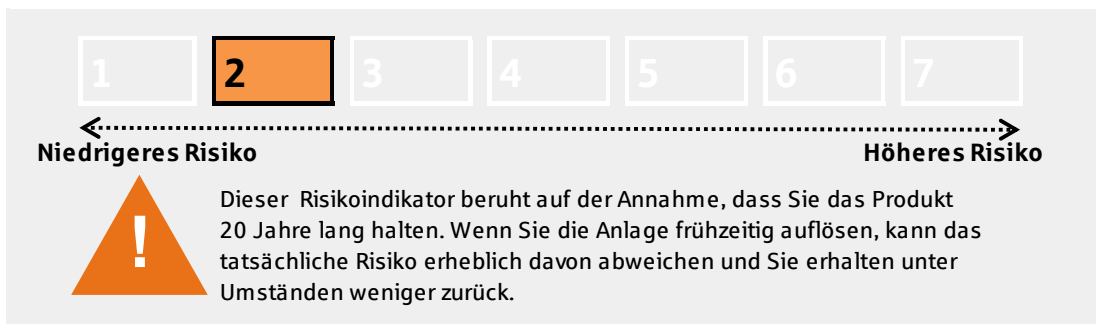 1 2 3 4 5 6 7
Niedrigeres Risiko Höheres Risiko
! Dieser Risikoindikator beruht auf der Annahme, dass Sie das Produkt
20 Jahre lang halten. Wenn Sie die Anlage frühzeitig auflösen, kann das
tatsächliche Risiko erheblich davon abweichen und Sie erhalten unter
Umständen weniger zurück.